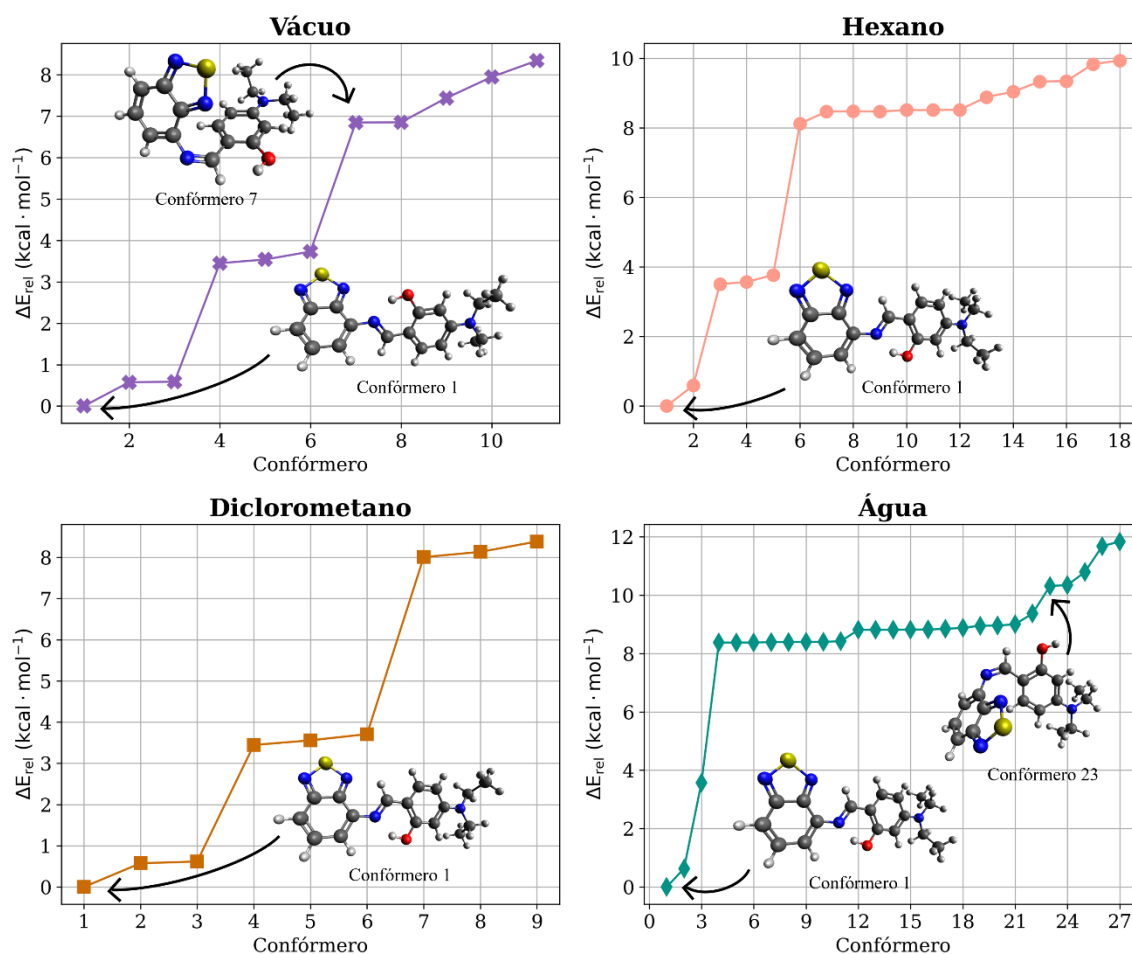 Vácuo
ΔE_rel (kcal · mol⁻¹)
8
7
6
5
4
3
2
1
0
Confórmero 7
Confórmero 1
2 4 6 8 10
Confórmero
Hexano
ΔE_rel (kcal · mol⁻¹)
10
8
6
4
2
0
Confórmero 1
2 4 6 8 10 12 14 16 18
Confórmero
Diclorometano
ΔE_rel (kcal · mol⁻¹)
8
7
6
5
4
3
2
1
0
Confórmero 1
1 2 3 4 5 6 7 8 9
Confórmero
Água
ΔE_rel (kcal · mol⁻¹)
12
10
8
6
4
2
0
Confórmero 23
Confórmero 1
0 3 6 9 12 15 18 21 24 27
Confórmero